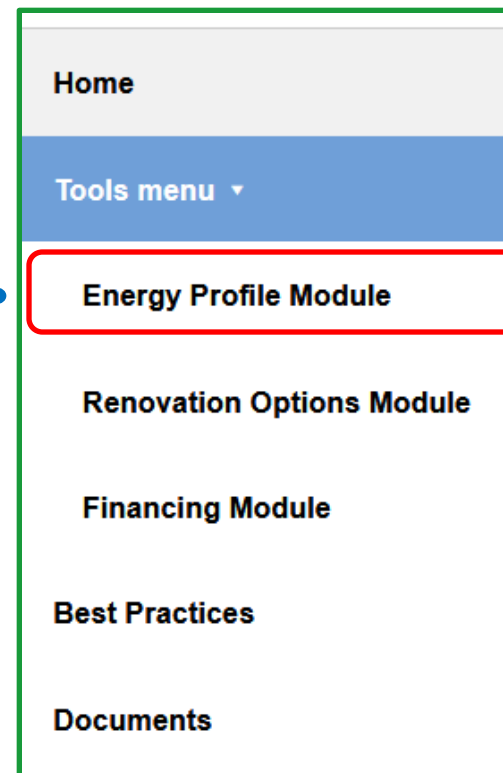 Home
Tools menu ▾
Energy Profile Module
Renovation Options Module
Financing Module
Best Practices
Documents